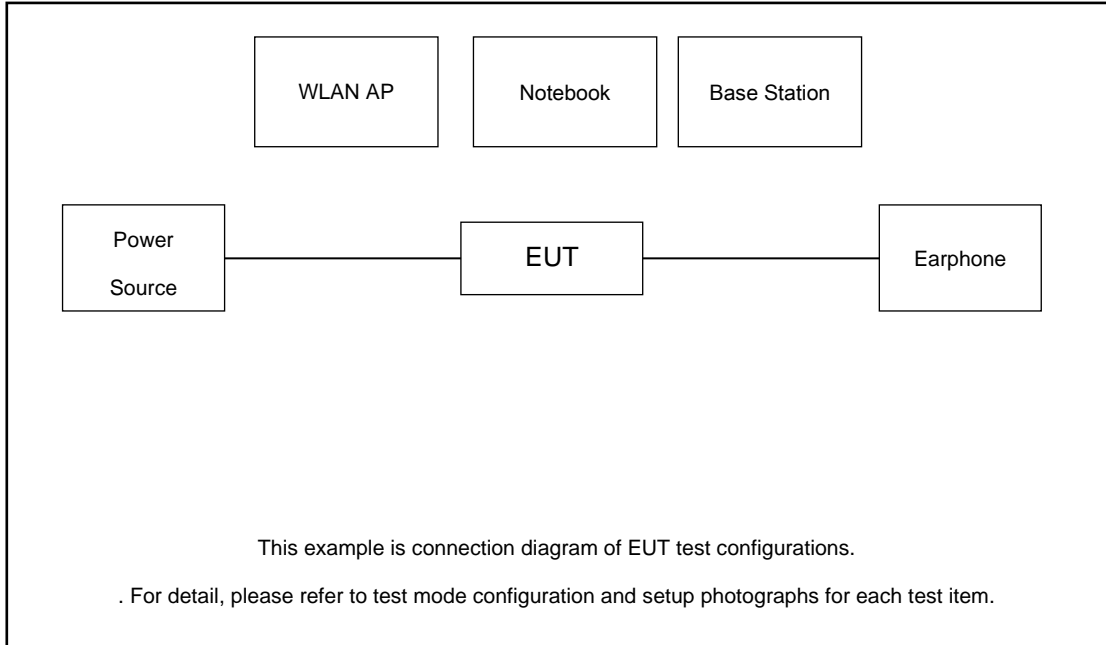 WLAN AP
Notebook
Base Station
Power
Source
EUT
Earphone
This example is connection diagram of EUT test configurations.
. For detail, please refer to test mode configuration and setup photographs for each test item.